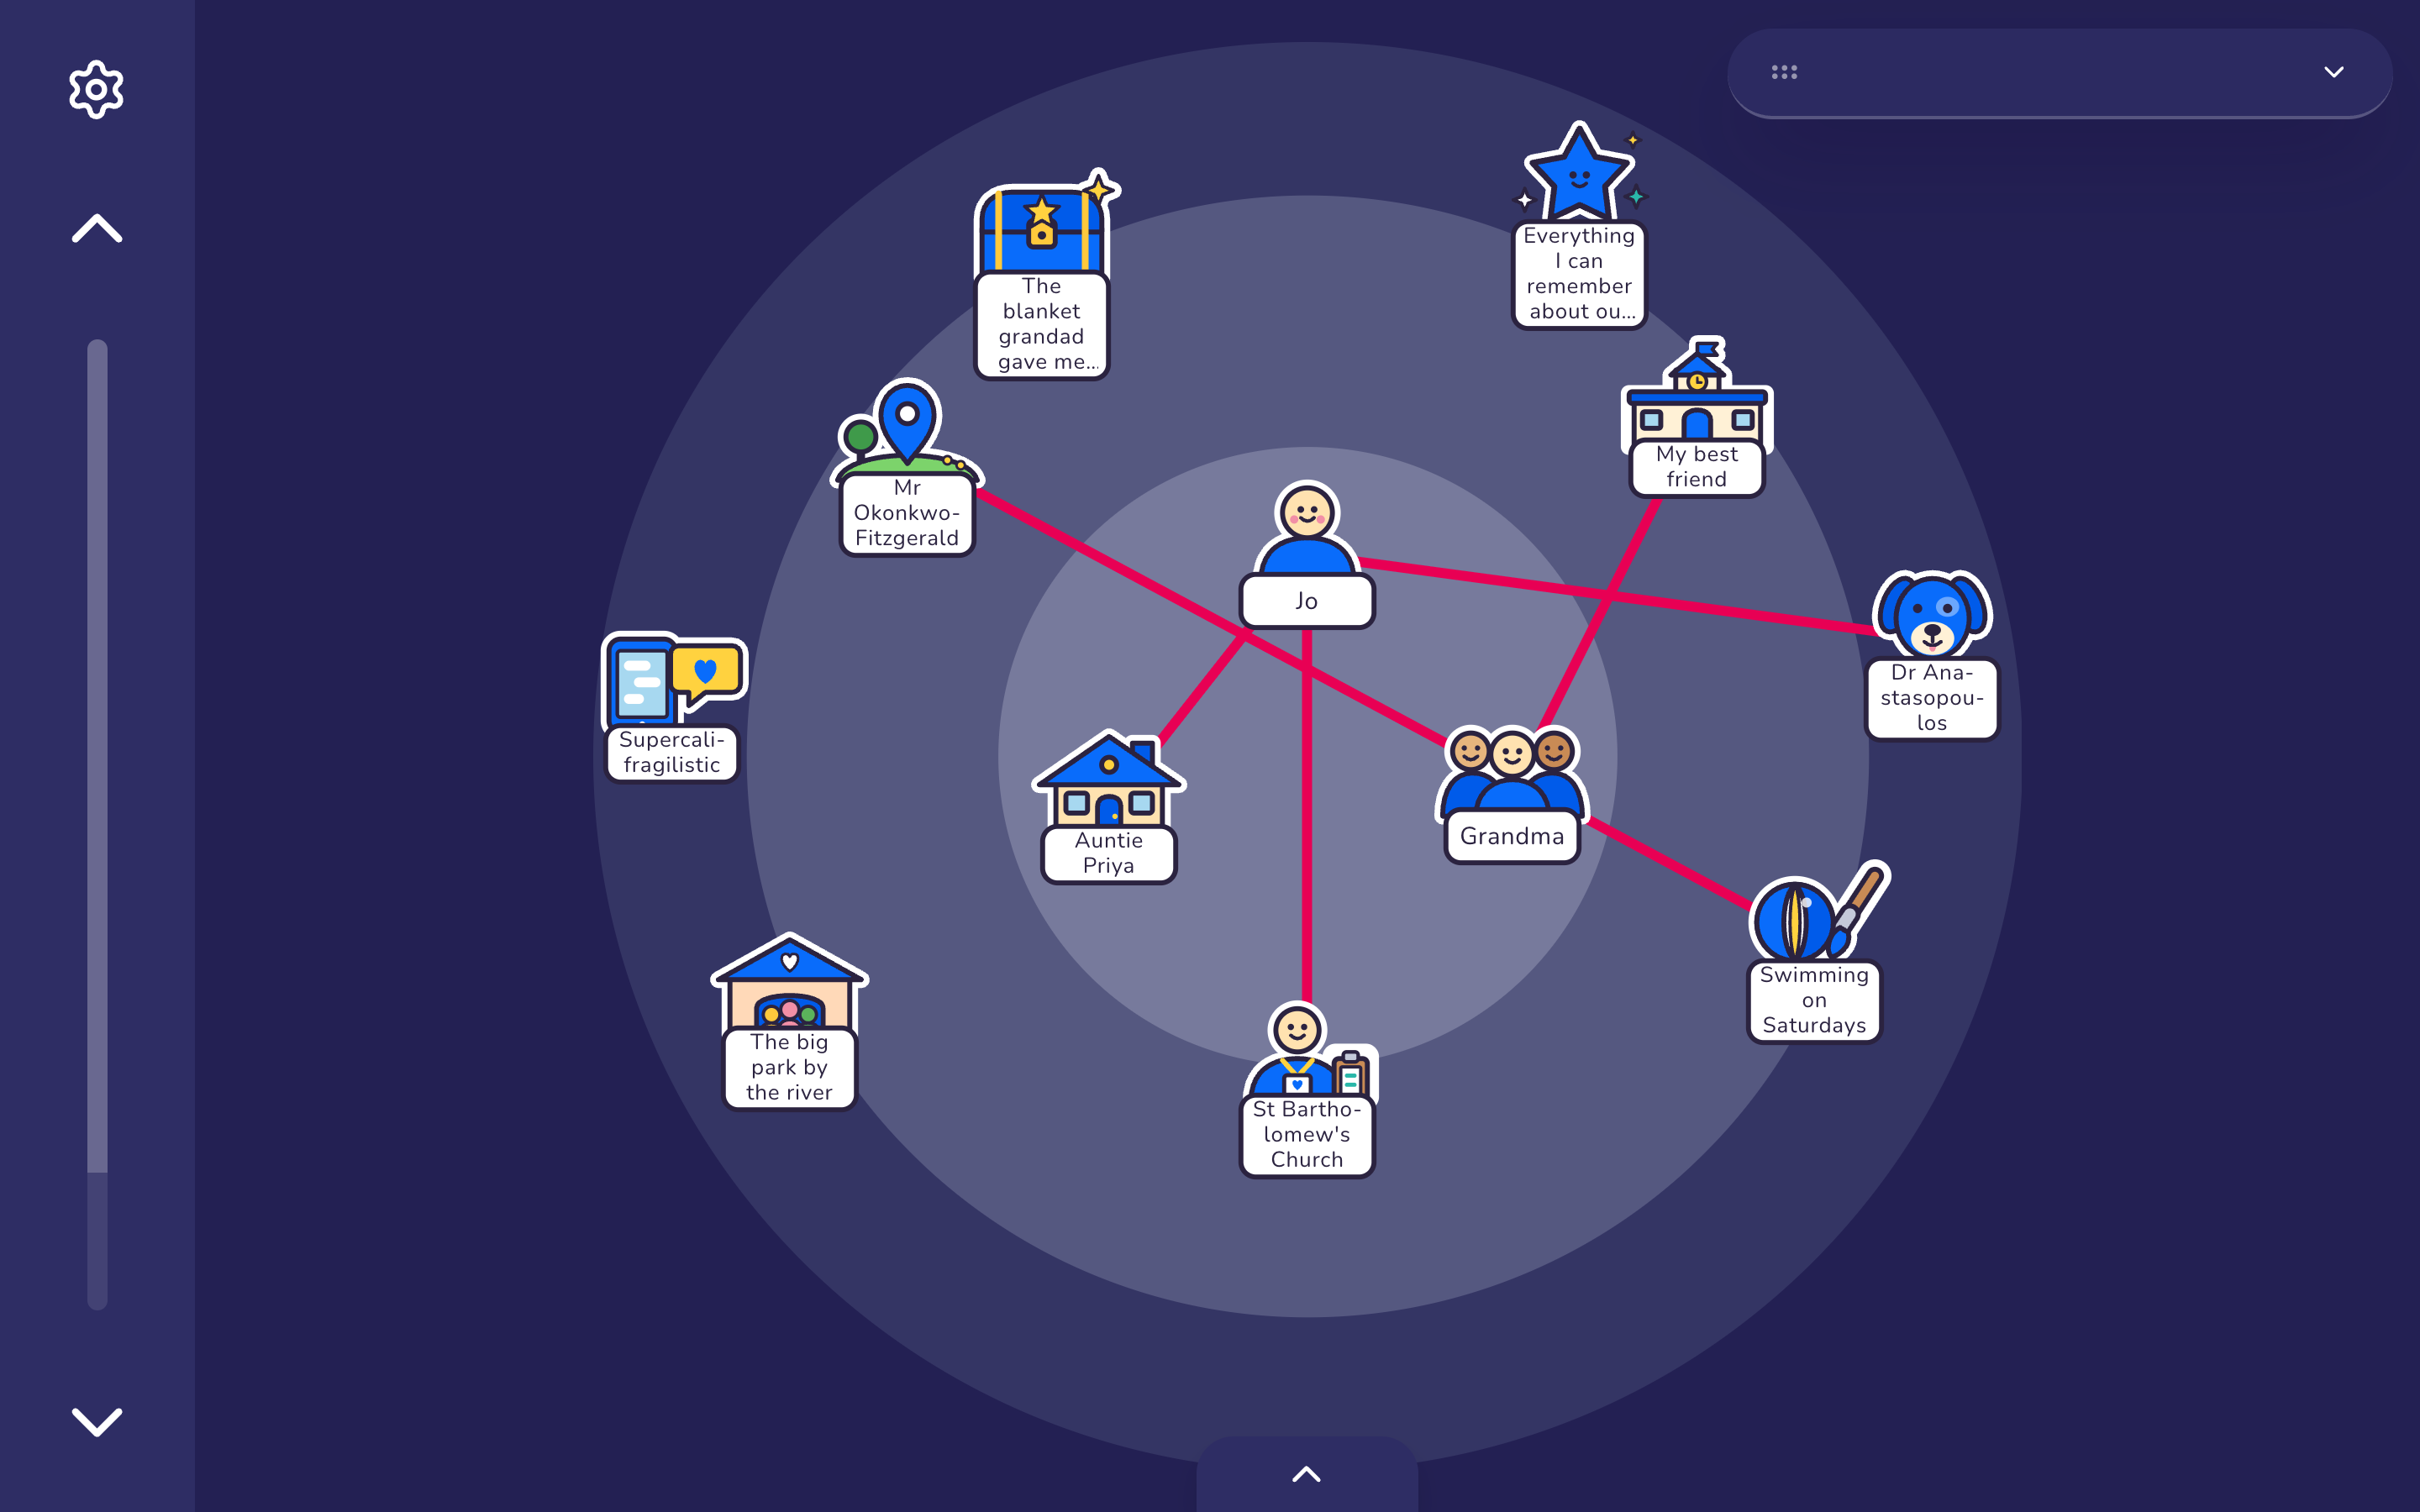 Everything
I can
remember
about ou...
The
blanket
grandad
gave me...
My best
friend
Mr
Okonkwo-
Fitzgerald
Jo
Dr Ana-
stasopou-
los
Supercali-
fragilistic
Auntie
Priya
Grandma
Swimming
on
Saturdays
The big
park by
the river
St Bartho-
lomew's
Church